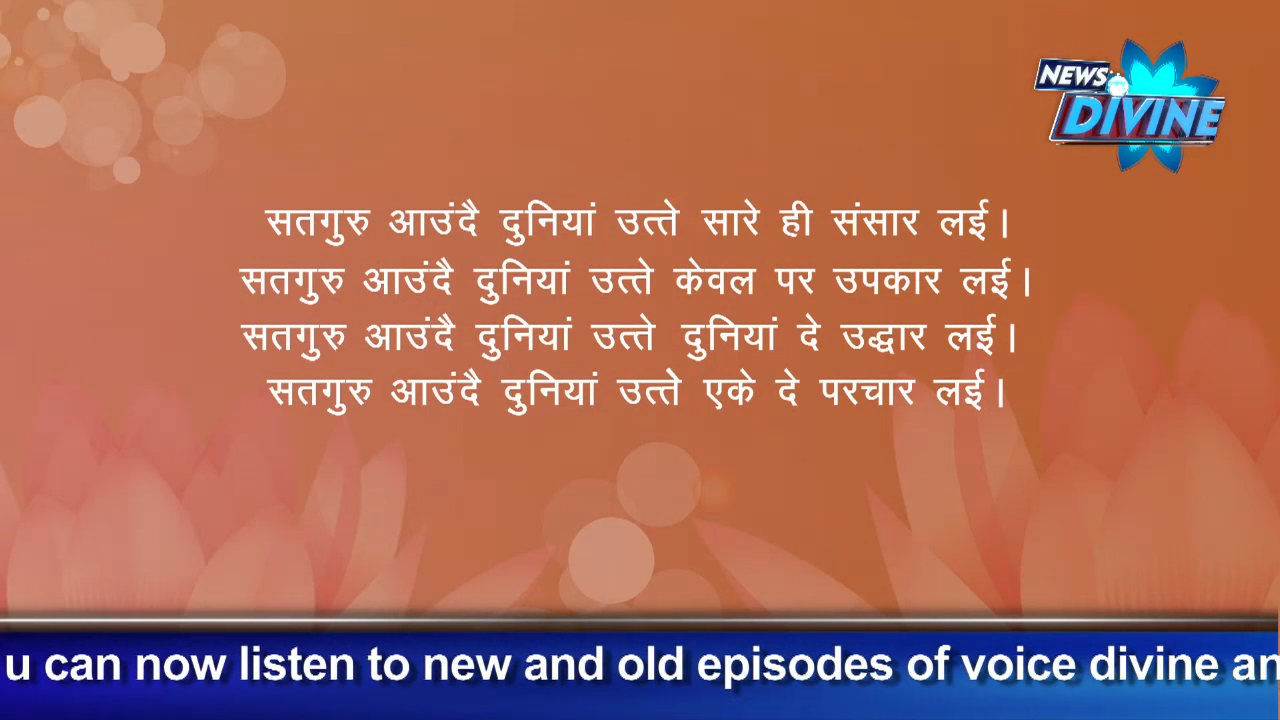 NEWS
DIVINE
सतगुरु आउंदै दुनियां उत्ते सारे ही संसार लई।
सतगुरु आउंदै दुनियां उत्ते केवल पर उपकार लई।
सतगुरु आउंदै दुनियां उत्ते दुनियां दे उद्धार लई।
सतगुरु आउंदै दुनियां उत्ते एके दे परचार लई।
u can now listen to new and old episodes of voice divine an